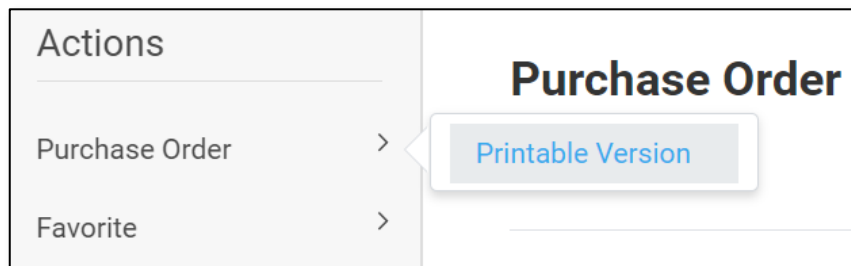 Actions
Purchase Order
Purchase Order
Printable Version
Favorite